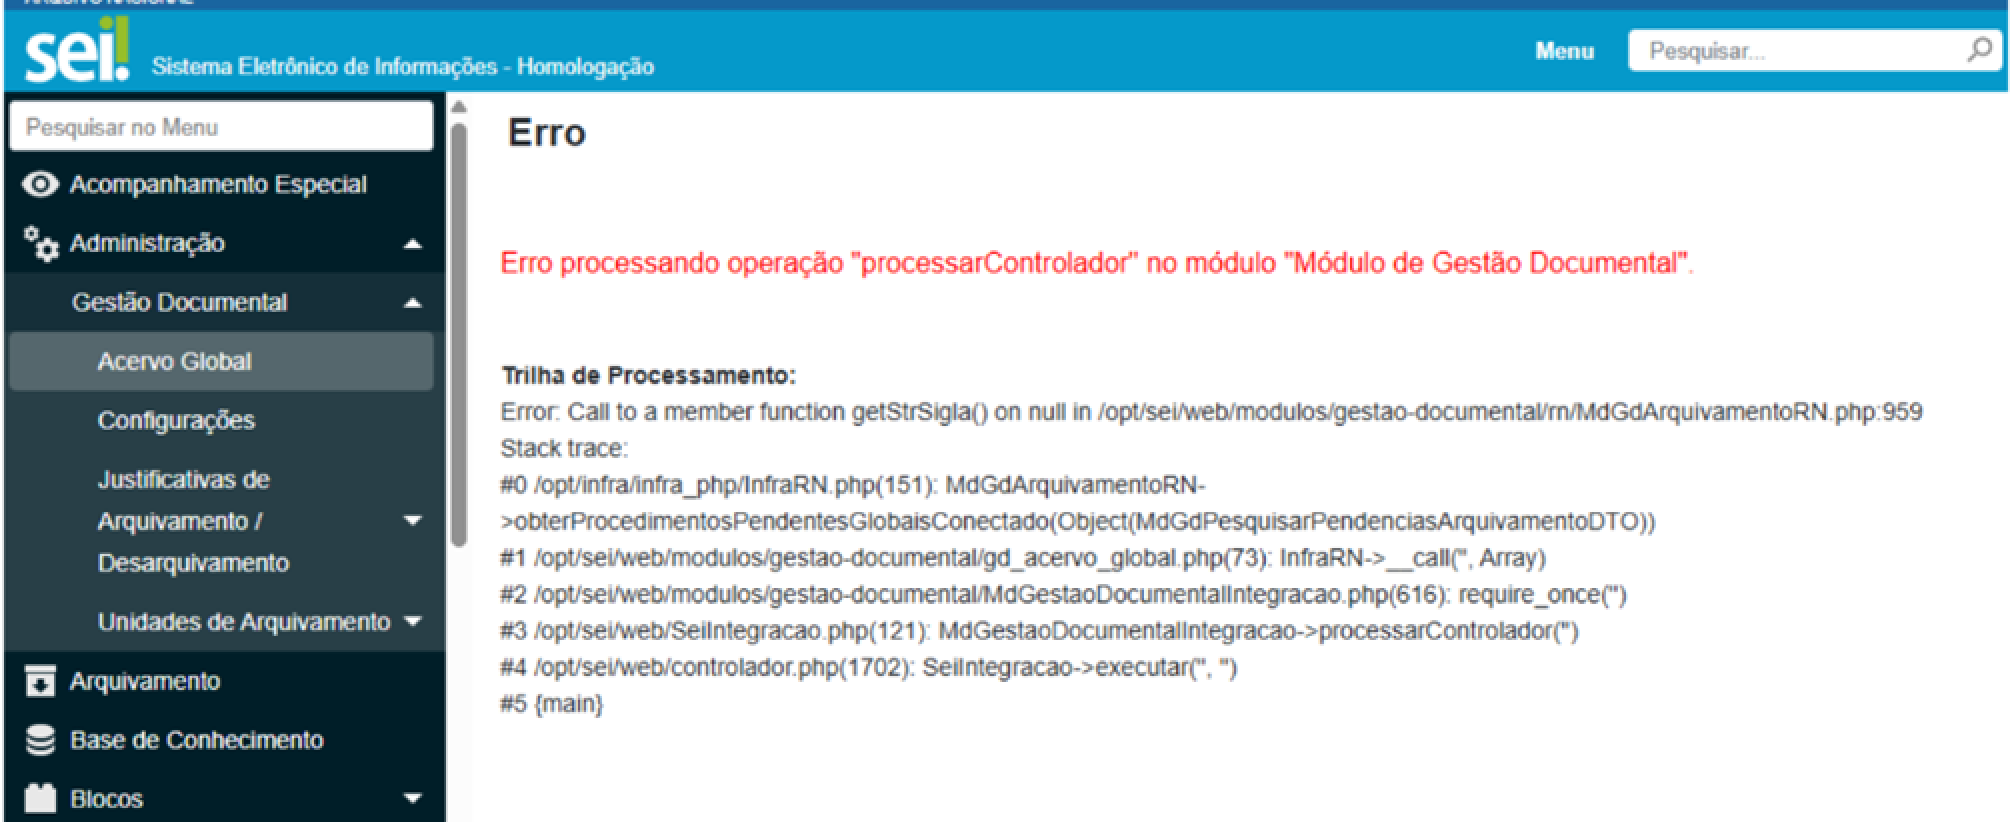 sei!
Sistema Eletrônico de Informações - Homologação
Menu
Pesquisar...
Pesquisar no Menu
Acompanhamento Especial
Administração
Gestão Documental
Acervo Global
Configurações
Justificativas de
Arquivamento /
Desarquivamento
Unidades de Arquivamento
Arquivamento
Base de Conhecimento
Blocos
Erro
Erro processando operação "processarControlador" no módulo "Módulo de Gestão Documental".
Trilha de Processamento:
Error: Call to a member function getStrSigla() on null in /opt/sei/web/modulos/gestao-documental/rn/MdGdArquivamentoRN.php:959
Stack trace:
#0 /opt/infra/infra_php/InfraRN.php(151): MdGdArquivamentoRN-
>obterProcedimentosPendentesGlobaisConectado(Object(MdGdPesquisarPendenciasArquivamentoDTO))
#1 /opt/sei/web/modulos/gestao-documental/gd_acervo_global.php(73): InfraRN->__call('', Array)
#2 /opt/sei/web/modulos/gestao-documental/MdGestaoDocumentalIntegracao.php(616): require_once('')
#3 /opt/sei/web/SeiIntegracao.php(121): MdGestaoDocumentalIntegracao->processarControlador('')
#4 /opt/sei/web/controlador.php(1702): SeiIntegracao->executar('', '')
#5 {main}